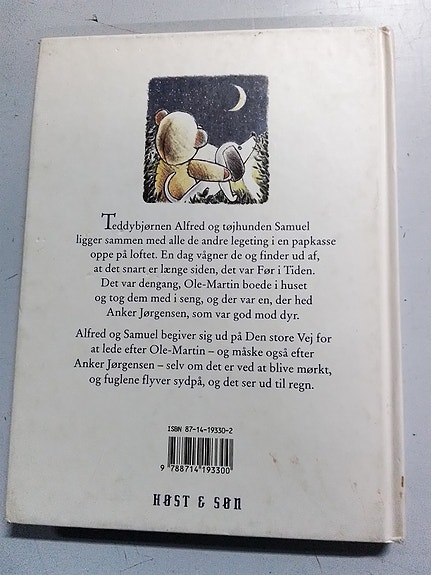 Teddybjørnen Alfred og tøjhunden Samuel
ligger sammen med alle de andre legeting i en papkasse
oppe på loftet. En dag vågner de og finder ud af,
at det snart er længe siden, det var Før i Tiden.
Det var dengang, Ole-Martin boede i huset
og tog dem med i seng, og der var en, der hed
Anker Jørgensen, som var god mod dyr.
Alfred og Samuel begiver sig ud på Den store Vej for
at lede efter Ole-Martin – og måske også efter
Anker Jørgensen – selv om det er ved at blive mørkt,
og fuglene flyver sydpå, og det ser ud til regn.
ISBN 87-14-19330-2
9 788714 193300
HØST & SØN